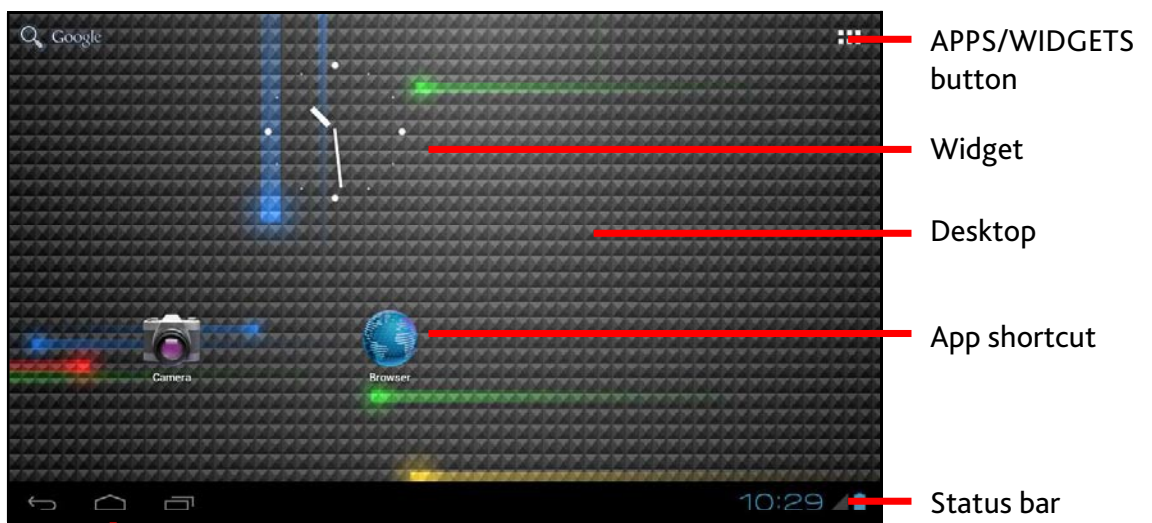 Google
APPS/WIDGETS
button
Widget
Desktop
App shortcut
Camera
Browser
10:29
Status bar